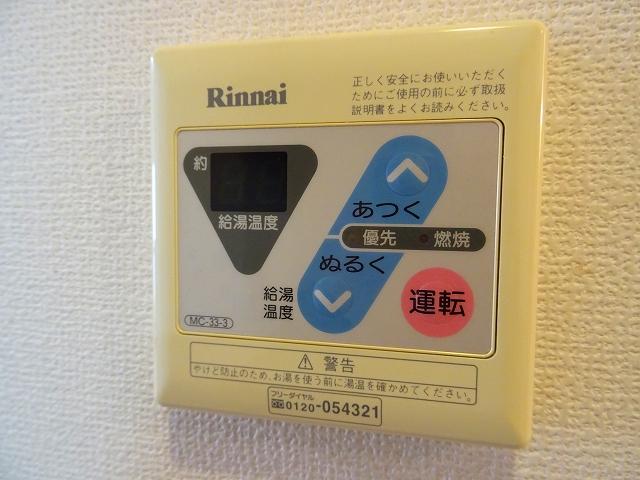 Rinnai
正しく安全にお使いいただく
ためにご使用の前に必ず取扱
説明書をよくお読みください。
約
給湯温度
あつく
優先 燃焼
ぬるく
給湯
温度
運転
MC-33-3
警告
やけど防止のため、お湯を使う前に湯温を確かめてください。
フリーダイヤル
0120-054321